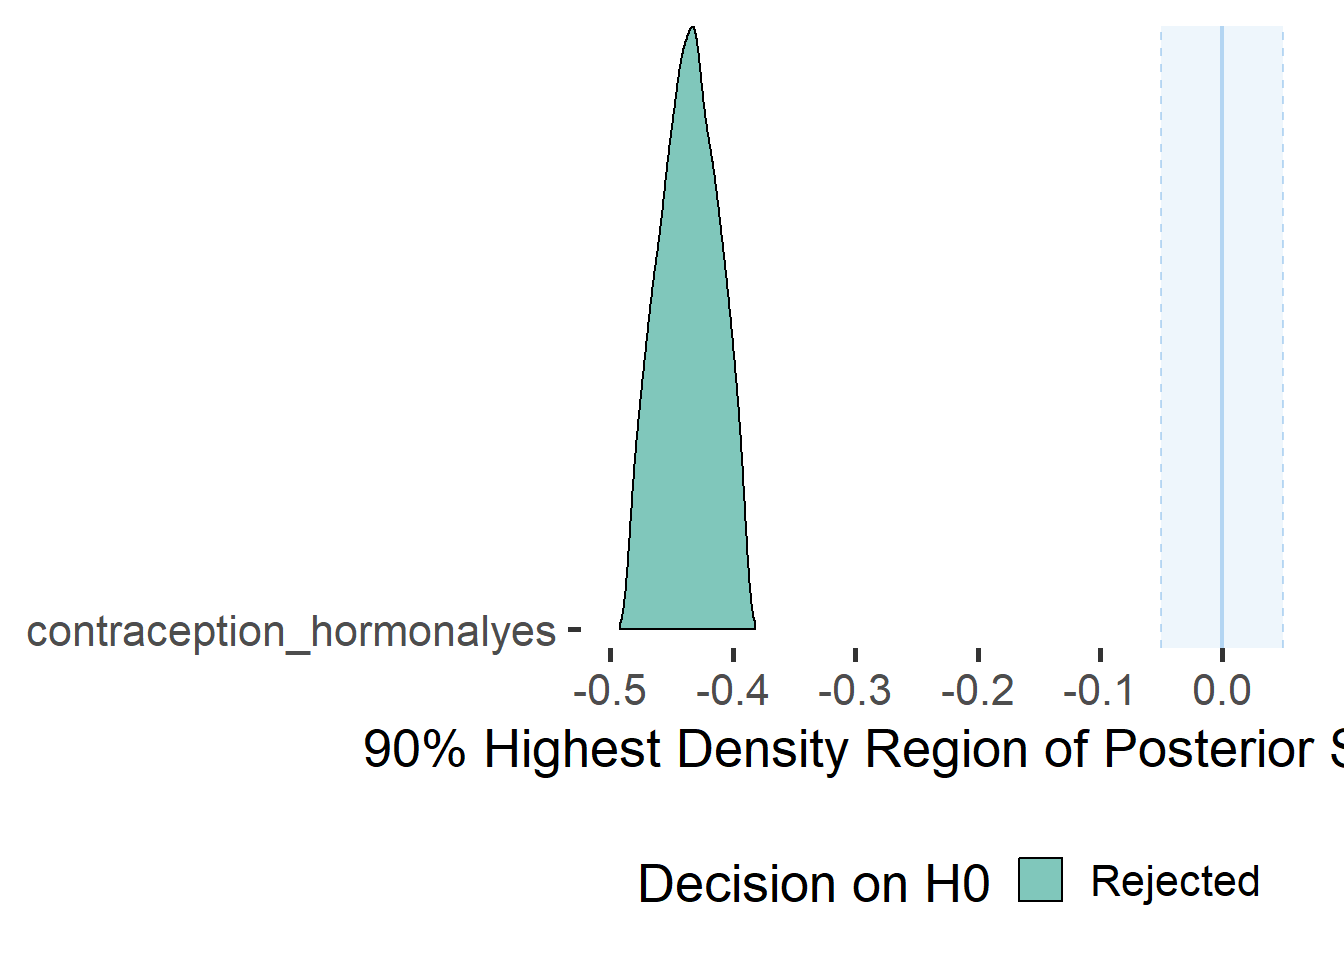 contraception_hormonalyes
-0.5 -0.4 -0.3 -0.2 -0.1 0.0
90% Highest Density Region of Posterior
Decision on H0 Rejected